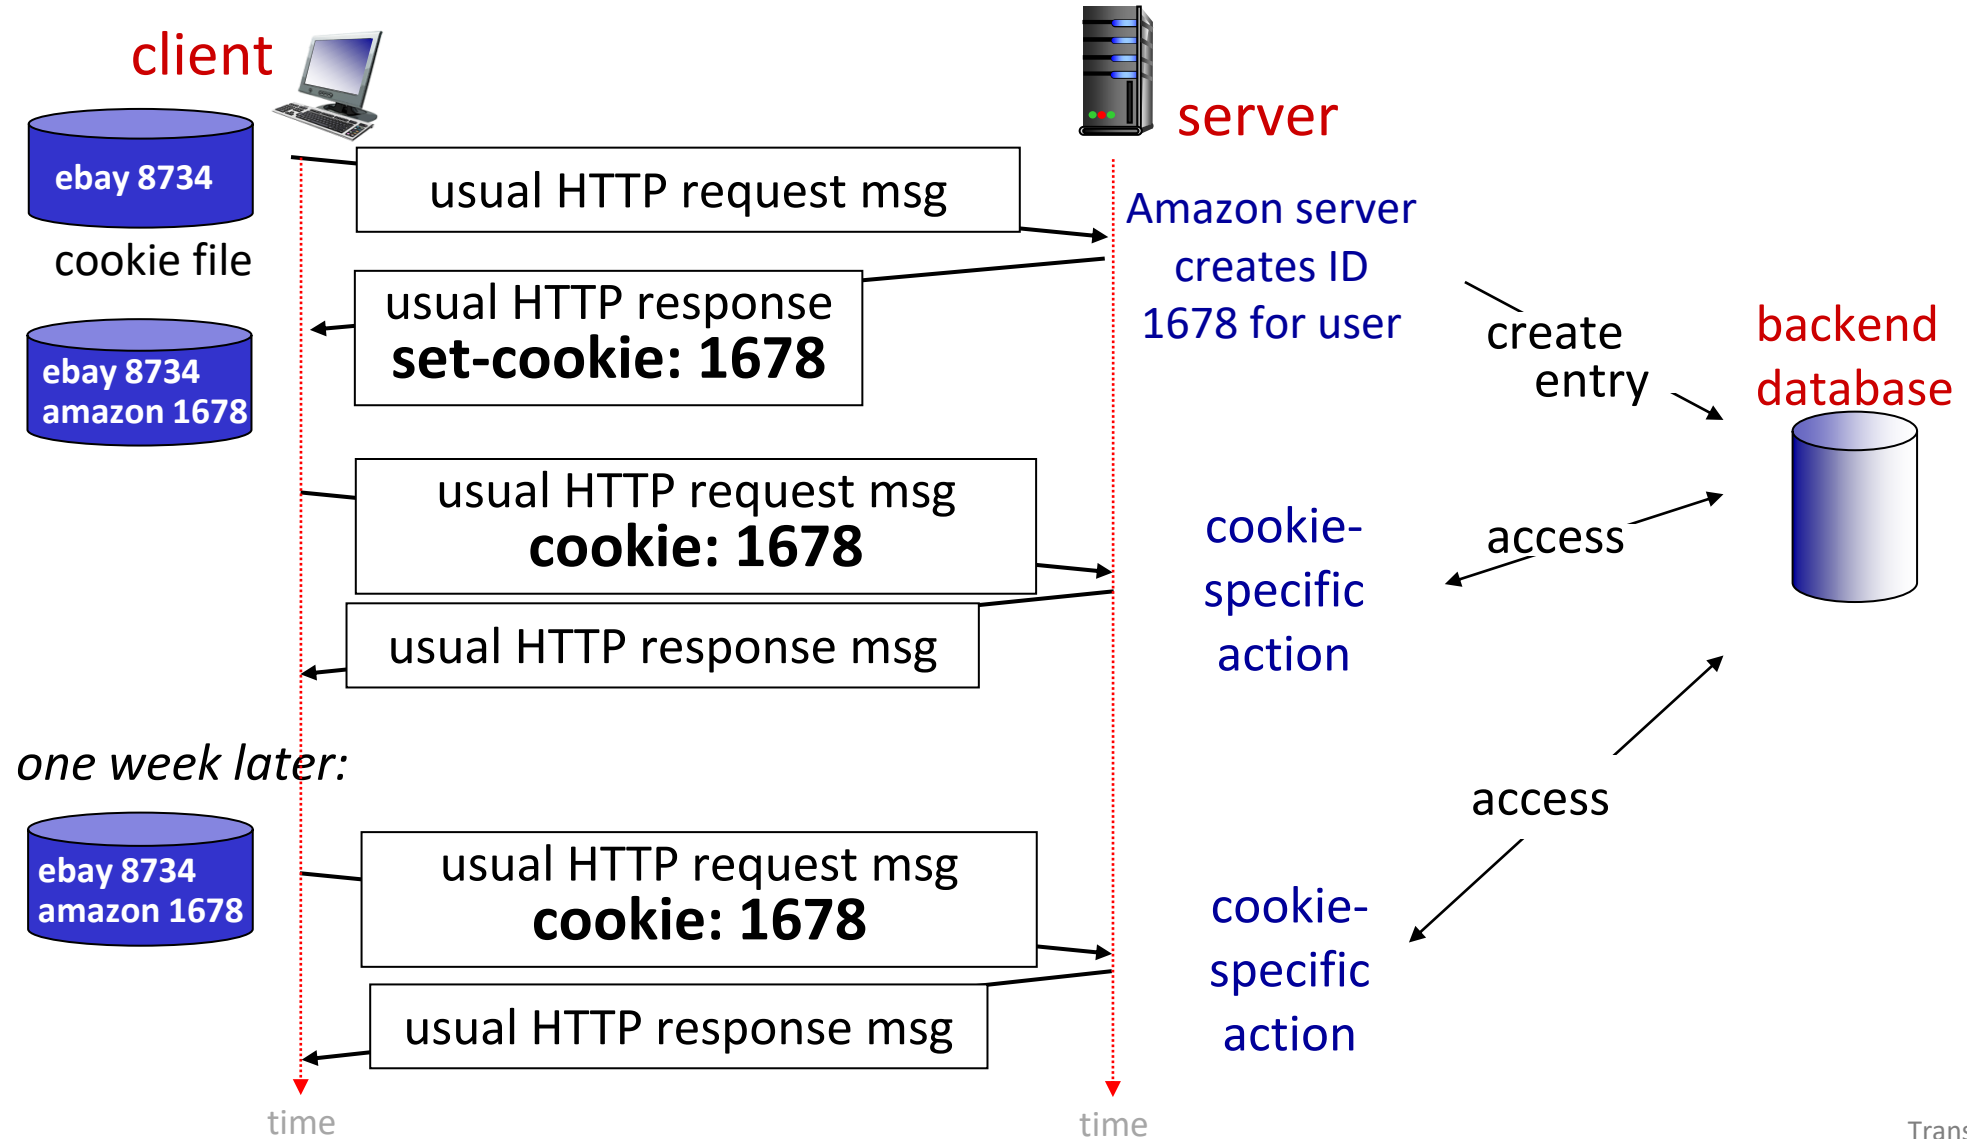 client
server
ebay 8734
cookie file
usual HTTP request msg
Amazon server
creates ID
1678 for user
usual HTTP response
set-cookie: 1678
create
entry
backend
database
ebay 8734
amazon 1678
usual HTTP request msg
cookie: 1678
cookie-
specific
action
access
usual HTTP response msg
one week later:
access
ebay 8734
amazon 1678
usual HTTP request msg
cookie: 1678
cookie-
specific
action
usual HTTP response msg
time
time